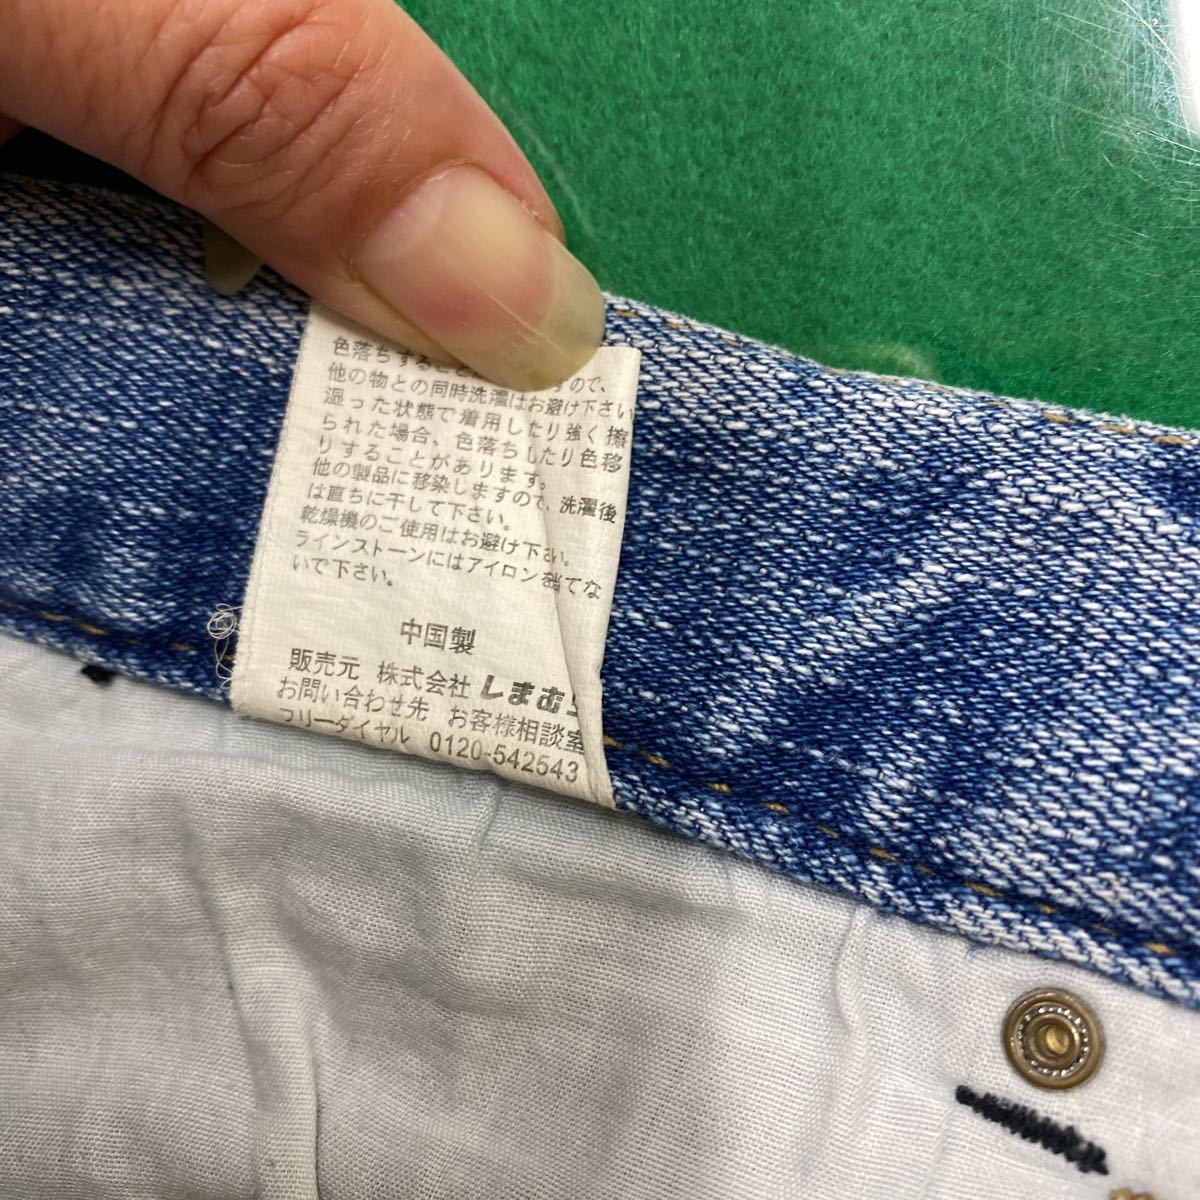 色落ちすること すので、
他の物との同時洗濯はお避け下さい
湿った状態で着用したり強く擦
られた場合、色落ちしたり色移
りすることがあります。
他の製品に移染しますので、洗濯後
は直ちに干して下さい。
乾燥機のご使用はお避け下さい。
ラインストーンにはアイロンを当てな
いで下さい。
中国製
販売元 株式会社 しまむ
お問い合わせ先 お客様相談室
フリーダイヤル 0120-542543